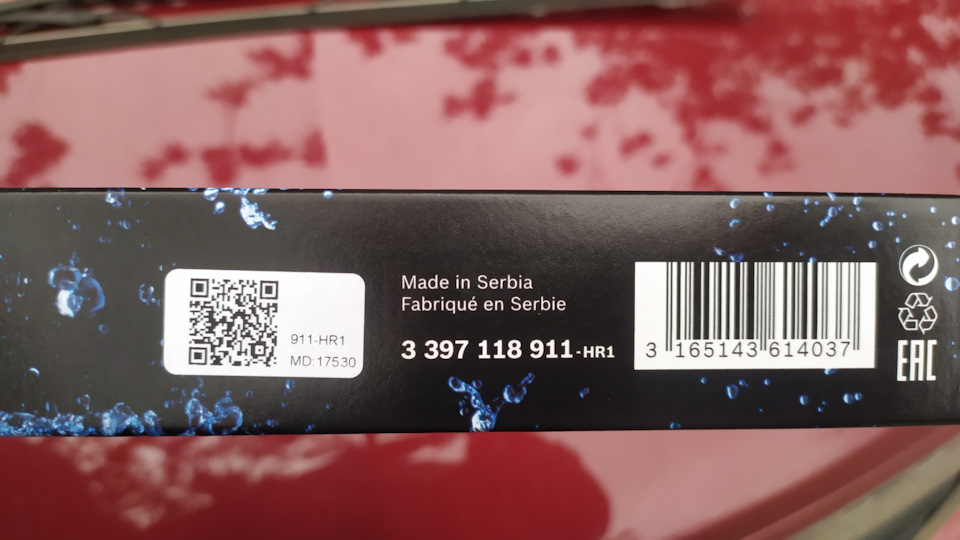 911-HR1
MD:17530
Made in Serbia
Fabriqué en Serbie
3 397 118 911-HR1
3 165143 614037
EAC